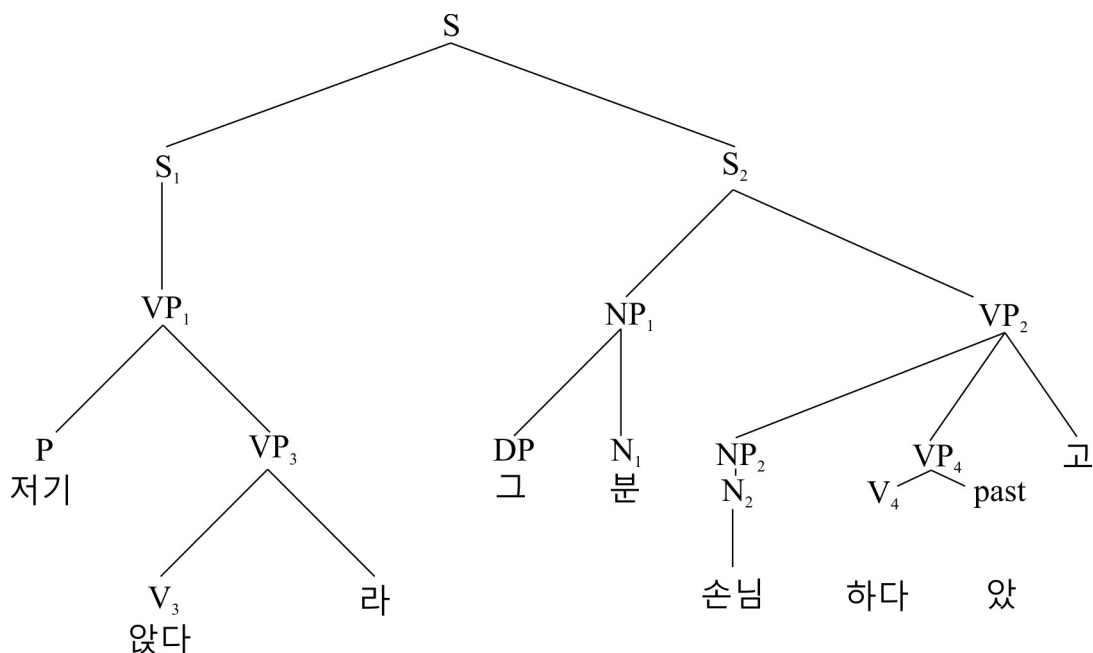 S
S₁ S₂
VP₁ NP₁ VP₂
P VP₃ DP N₁ NP₂ VP₄ 고
저기 그 분 N₂ V₄ past
V₃ 라 손님 하다 았
앉다